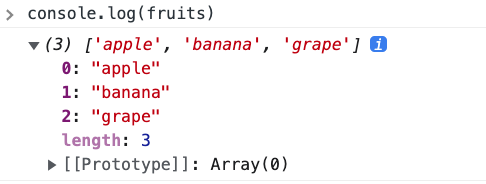 > console.log(fruits)
▼(3) ['apple', 'banana', 'grape'] i
0: "apple"
1: "banana"
2: "grape"
length: 3
▶[[Prototype]]: Array(0)